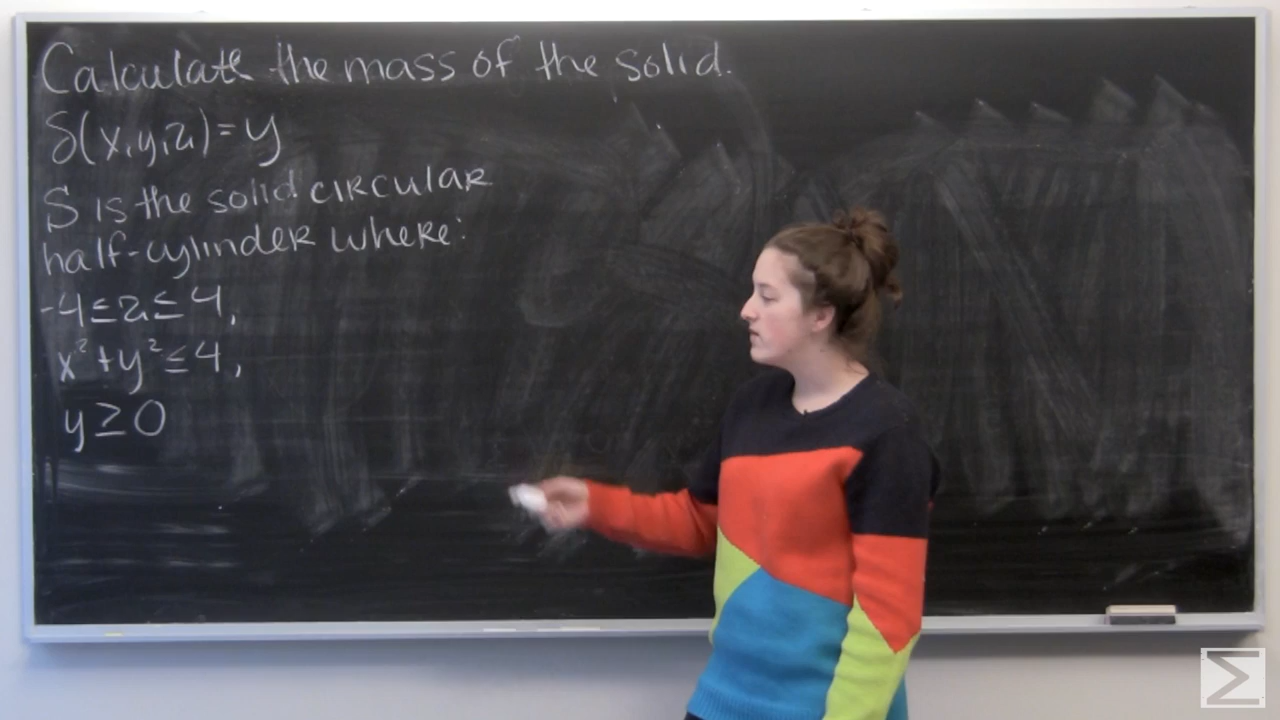 Calculate the mass of the solid.
δ(x,y,z)=y
S is the solid circular
half-cylinder where:
-4≤z≤4,
x²+y²≤4,
y≥0
Σ